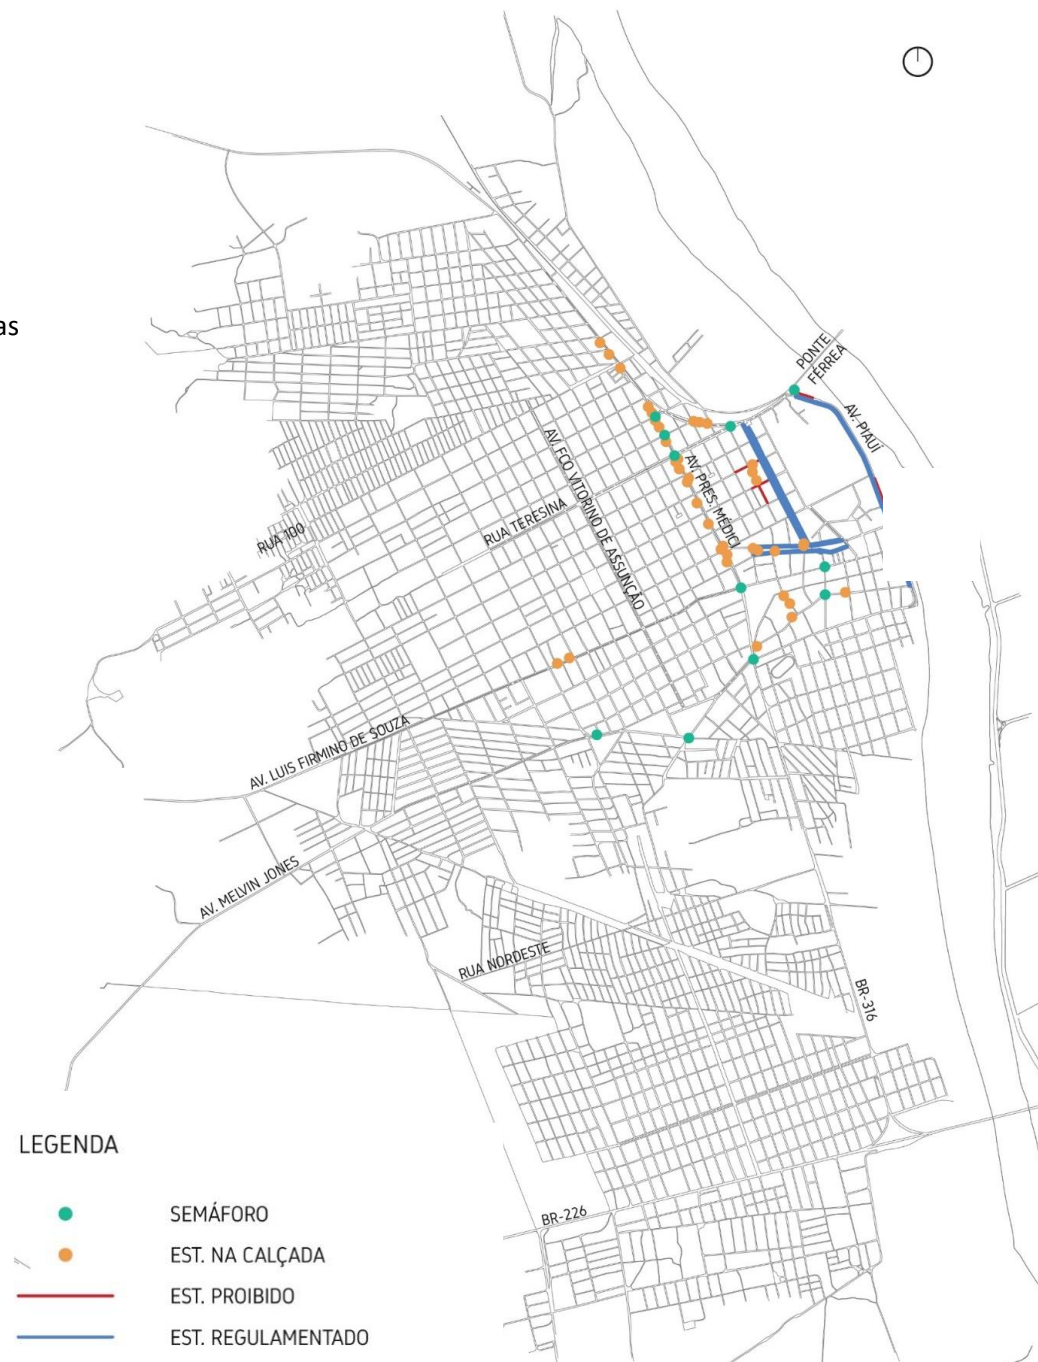 as
PONTE
FÉRREA
AV. PIAUÍ
AV. FCO VITORINO DE ASSUNÇÃO
AV. PRES. MÉDICI
RUA TERESINA
RUA 100
AV. LUIS FIRMINO DE SOUZA
AV. MELVIN JONES
RUA NORDESTE
BR-316
BR-226
LEGENDA
SEMÁFORO
EST. NA CALÇADA
EST. PROIBIDO
EST. REGULAMENTADO